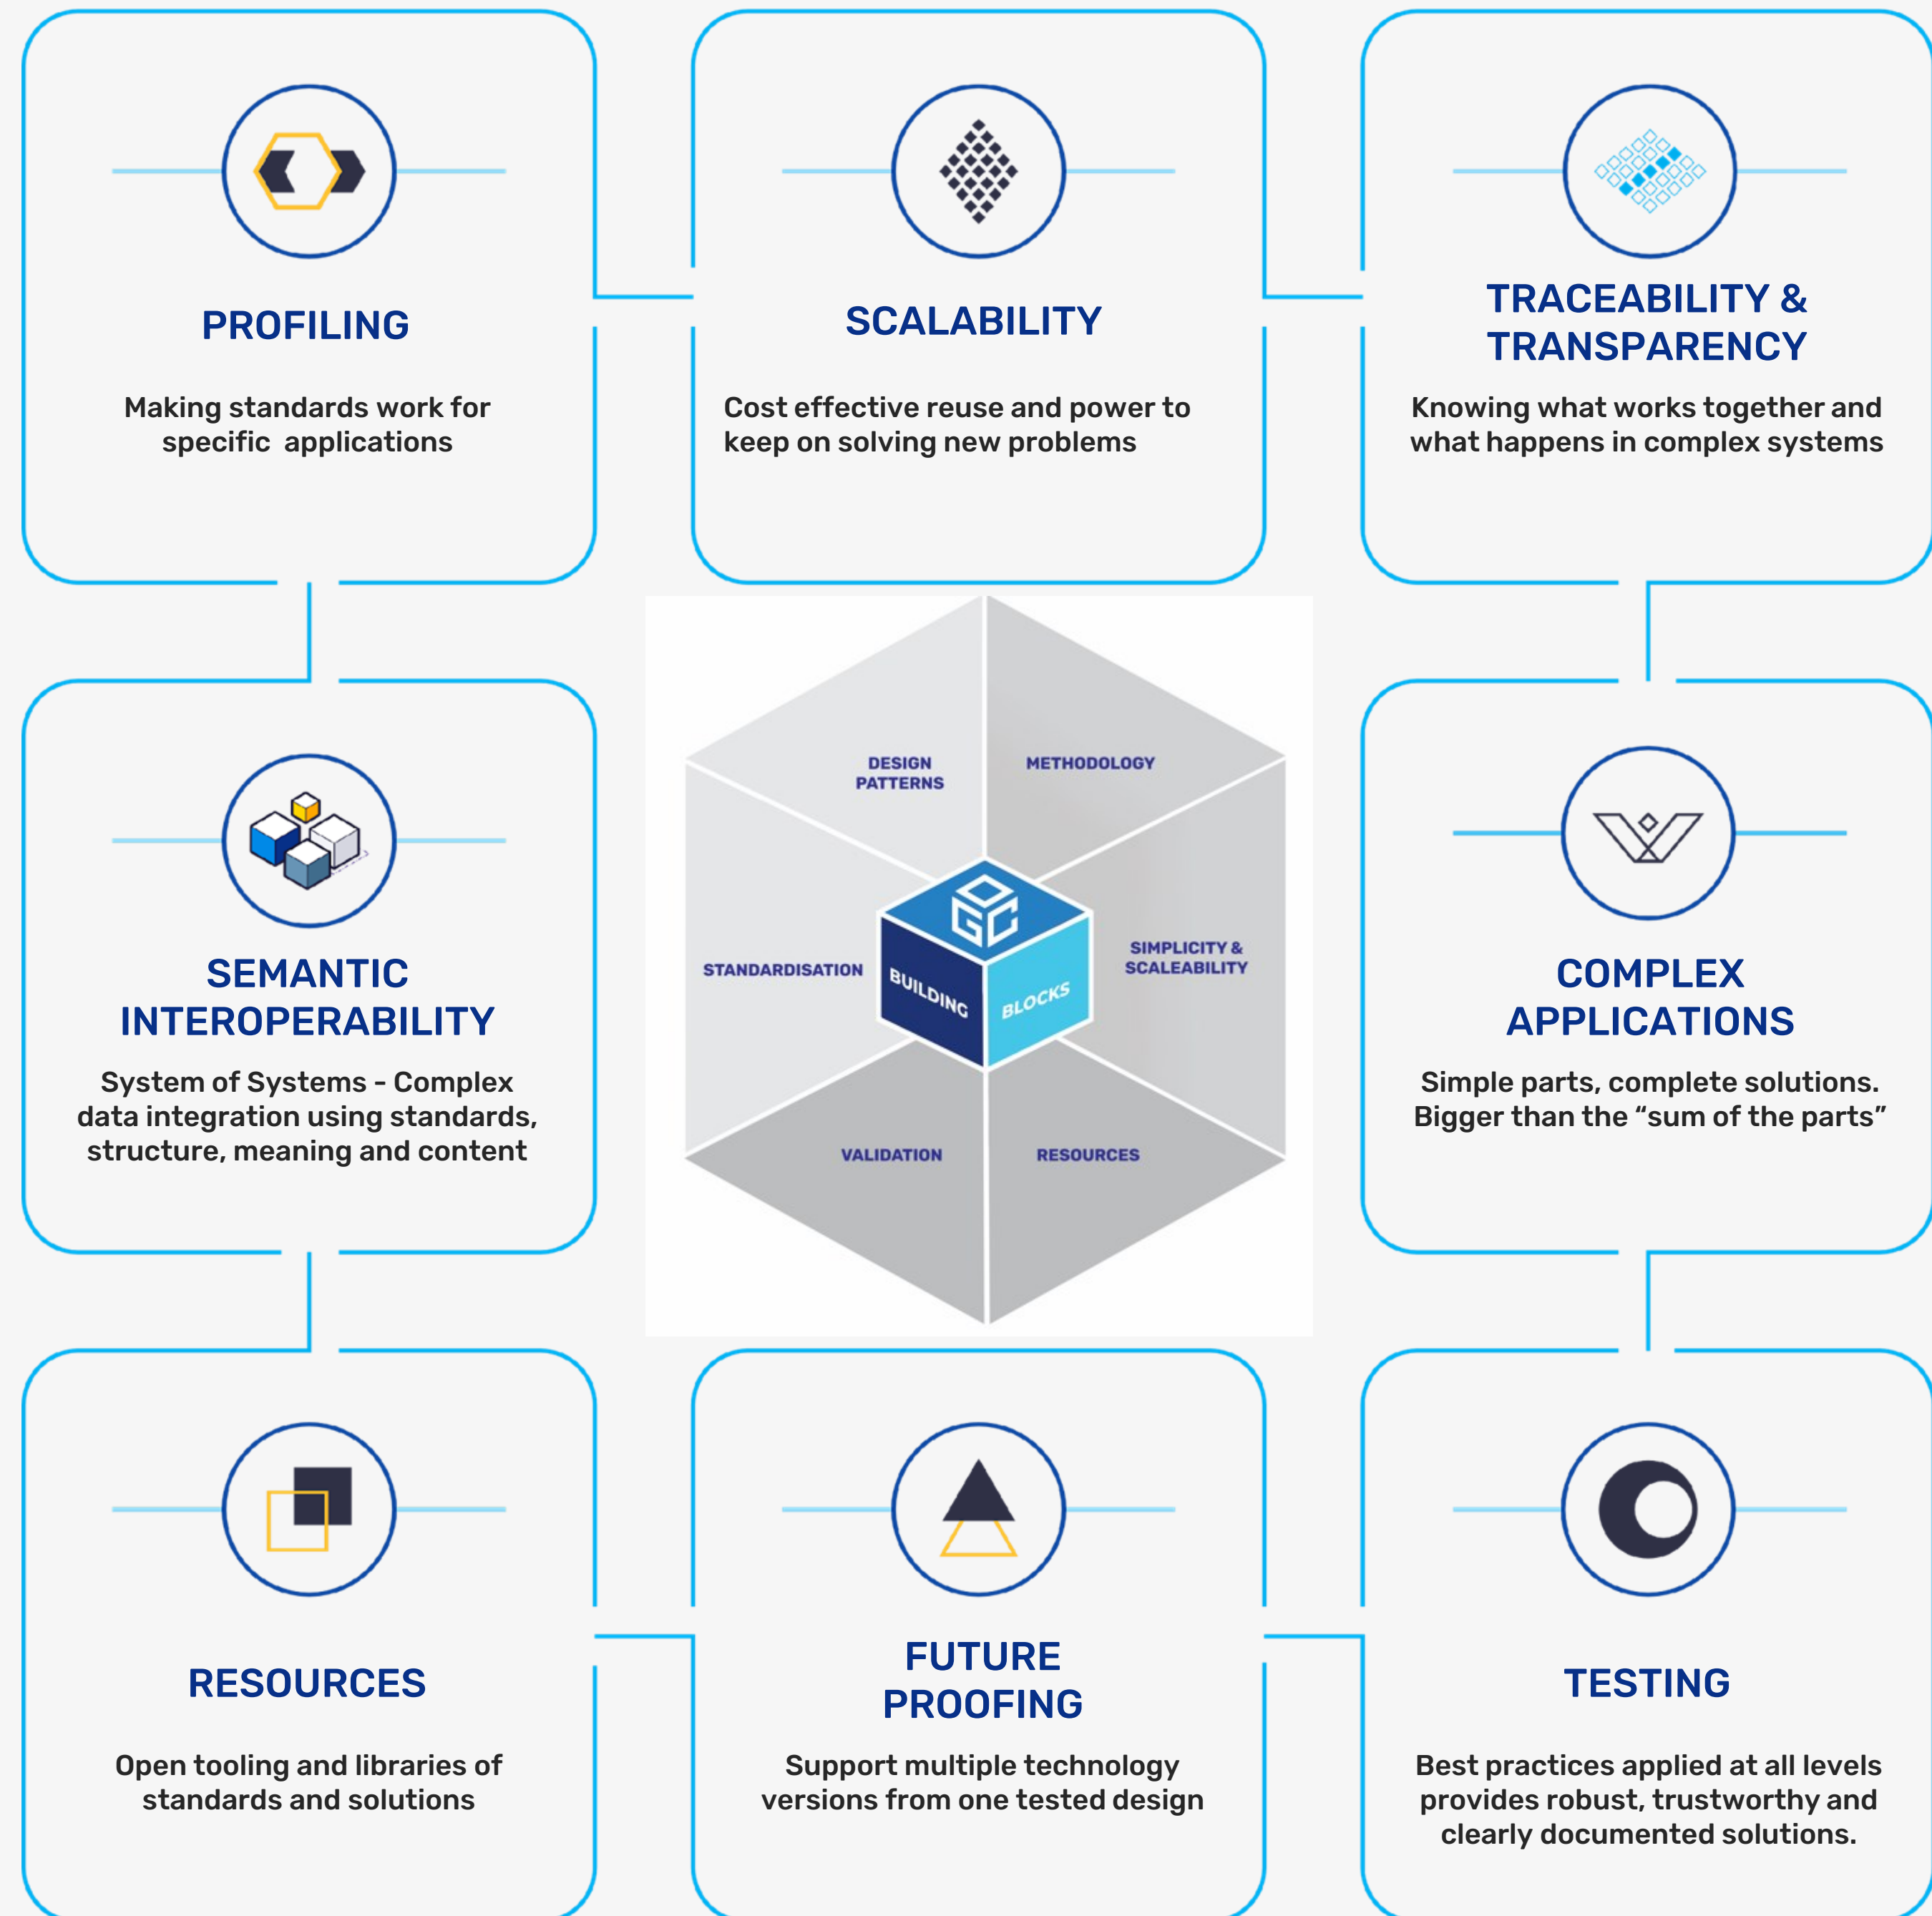 PROFILING
Making standards work for
specific applications
SCALABILITY
Cost effective reuse and power to
keep on solving new problems
TRACEABILITY &
TRANSPARENCY
Knowing what works together and
what happens in complex systems
SEMANTIC
INTEROPERABILITY
System of Systems - Complex
data integration using standards,
structure, meaning and content
DESIGN
PATTERNS
METHODOLOGY
STANDARDISATION
OGC
BUILDING
BLOCKS
SIMPLICITY &
SCALEABILITY
VALIDATION
RESOURCES
COMPLEX
APPLICATIONS
Simple parts, complete solutions.
Bigger than the “sum of the parts”
RESOURCES
Open tooling and libraries of
standards and solutions
FUTURE
PROOFING
Support multiple technology
versions from one tested design
TESTING
Best practices applied at all levels
provides robust, trustworthy and
clearly documented solutions.